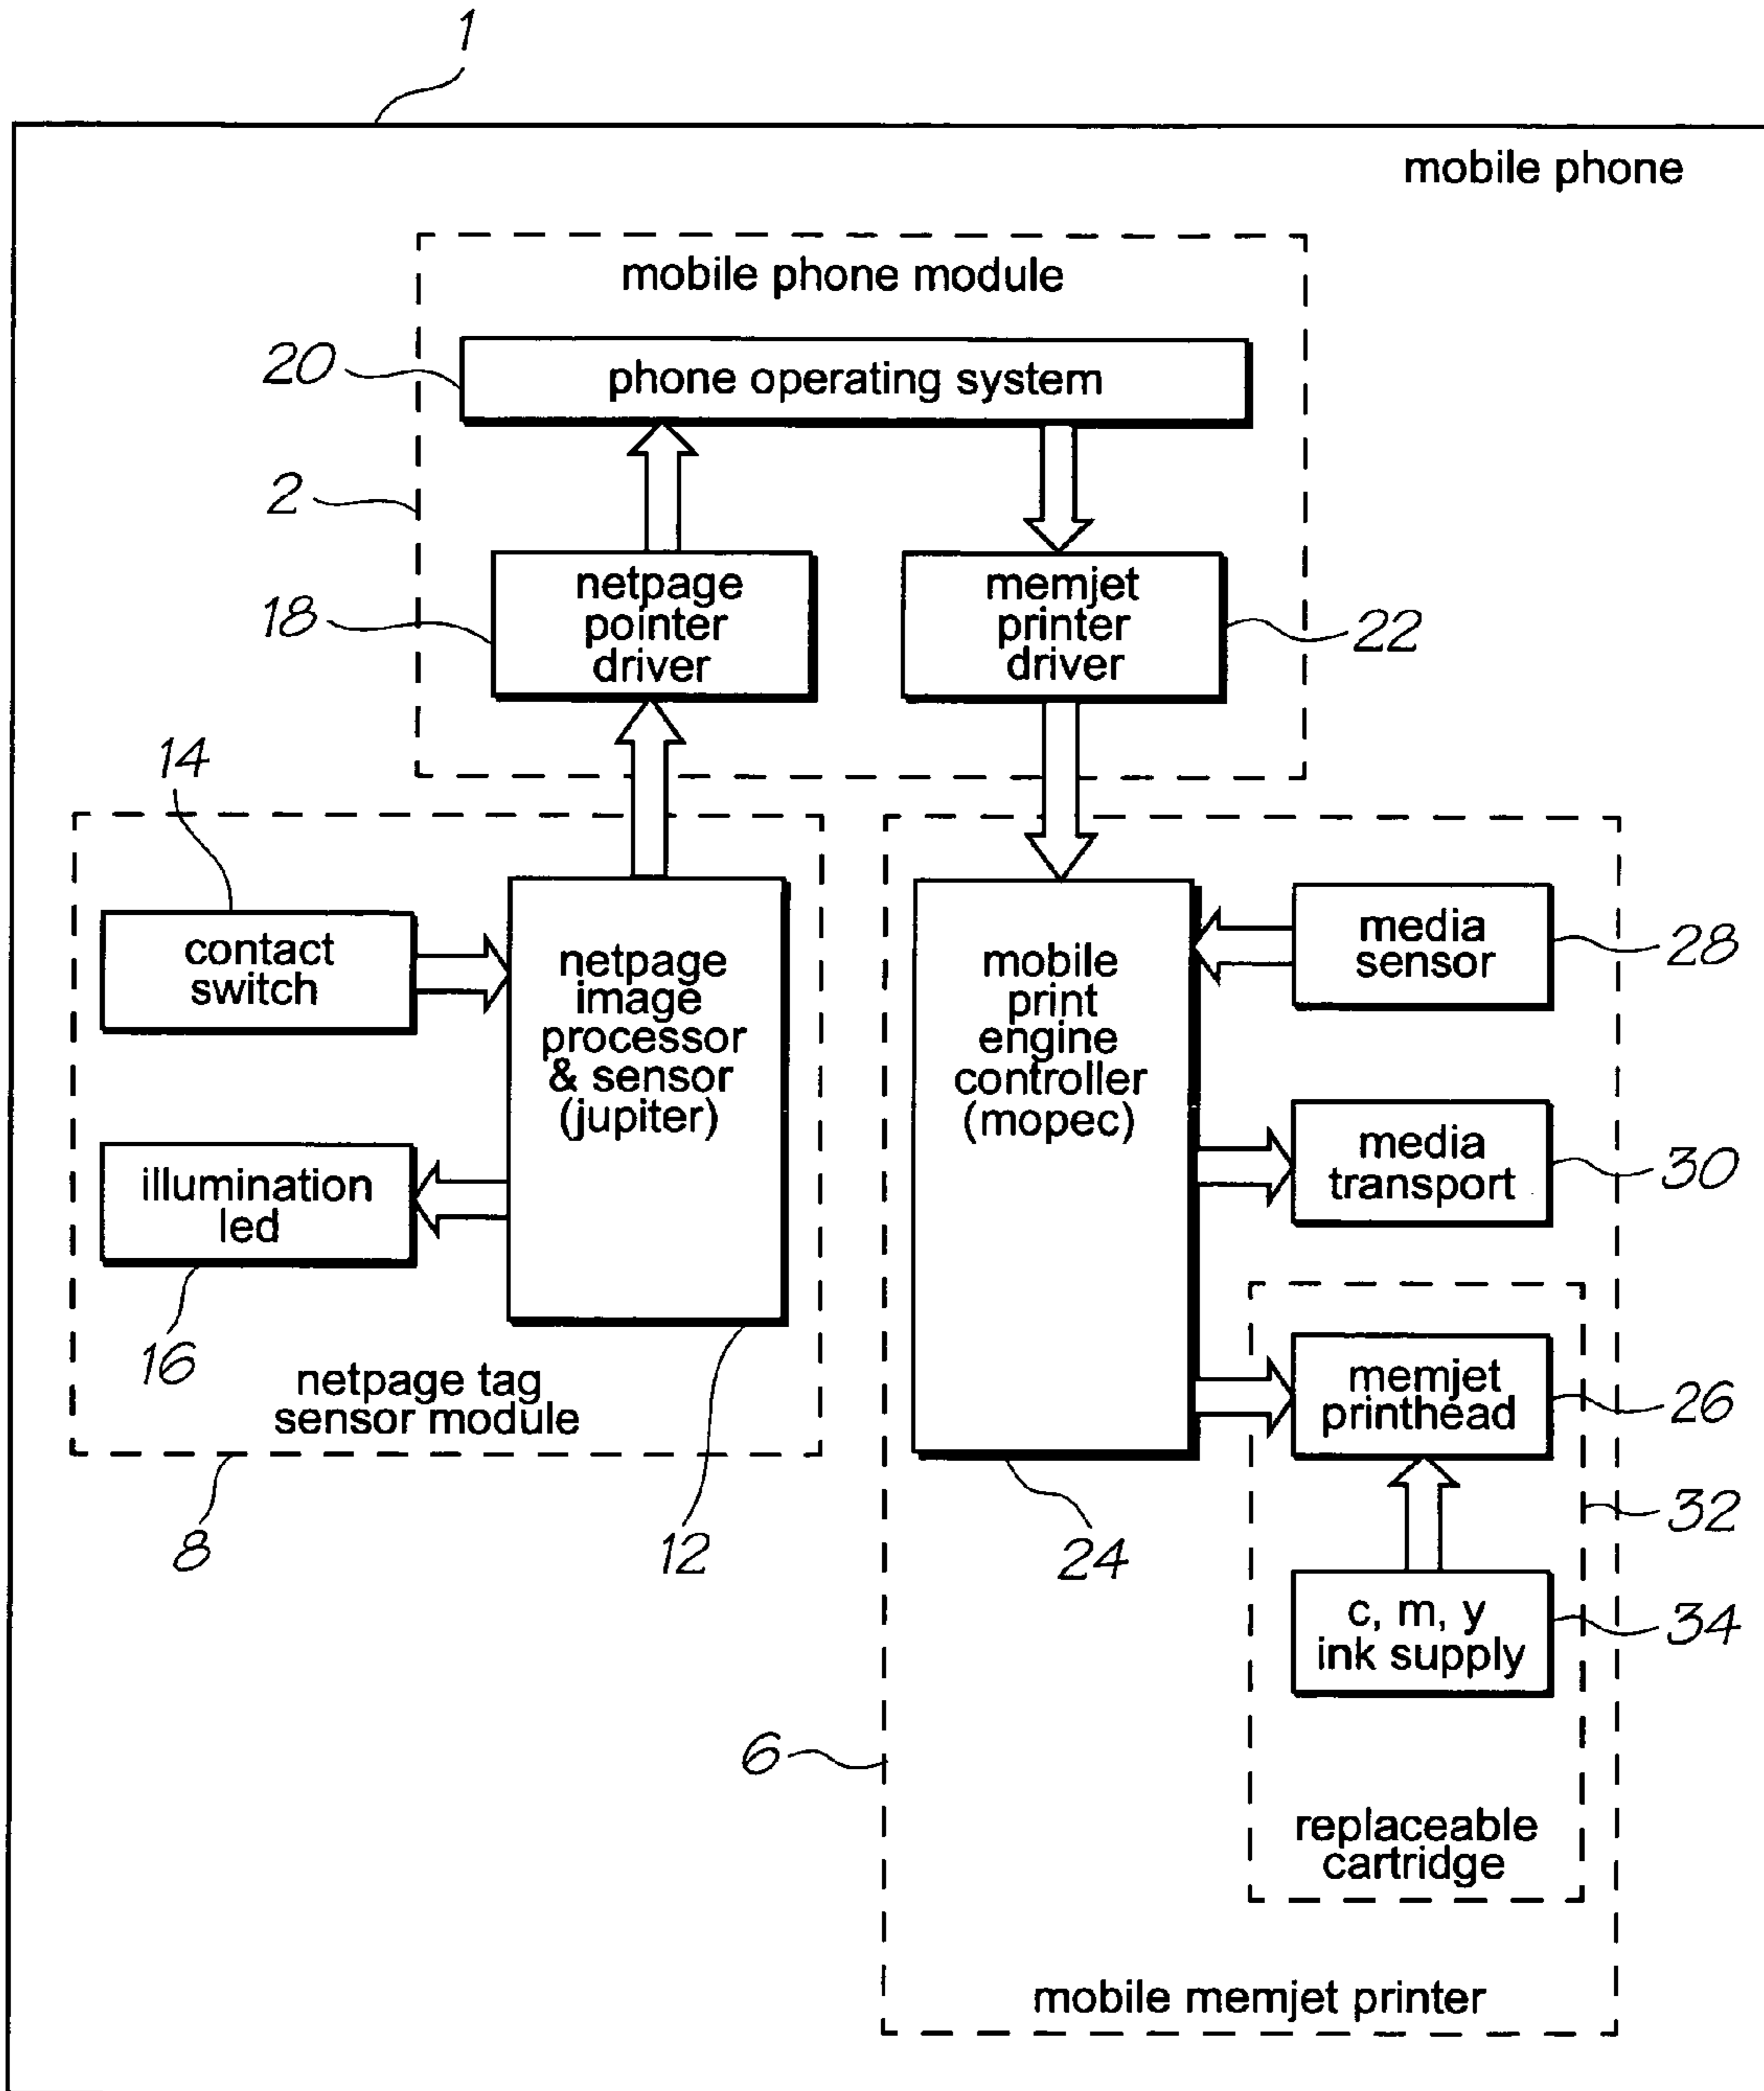 1
mobile phone
mobile phone module
20
phone operating system
2
18
netpage
pointer
driver
memjet
printer
driver
22
14
contact
switch
netpage
image
processor
& sensor
(jupiter)
illumination
led
16
netpage tag
sensor module
8
12
mobile
print
engine
controller
(mopec)
24
media
sensor
28
media
transport
30
memjet
printhead
26
32
c, m, y
ink supply
34
6
replaceable
cartridge
mobile memjet printer